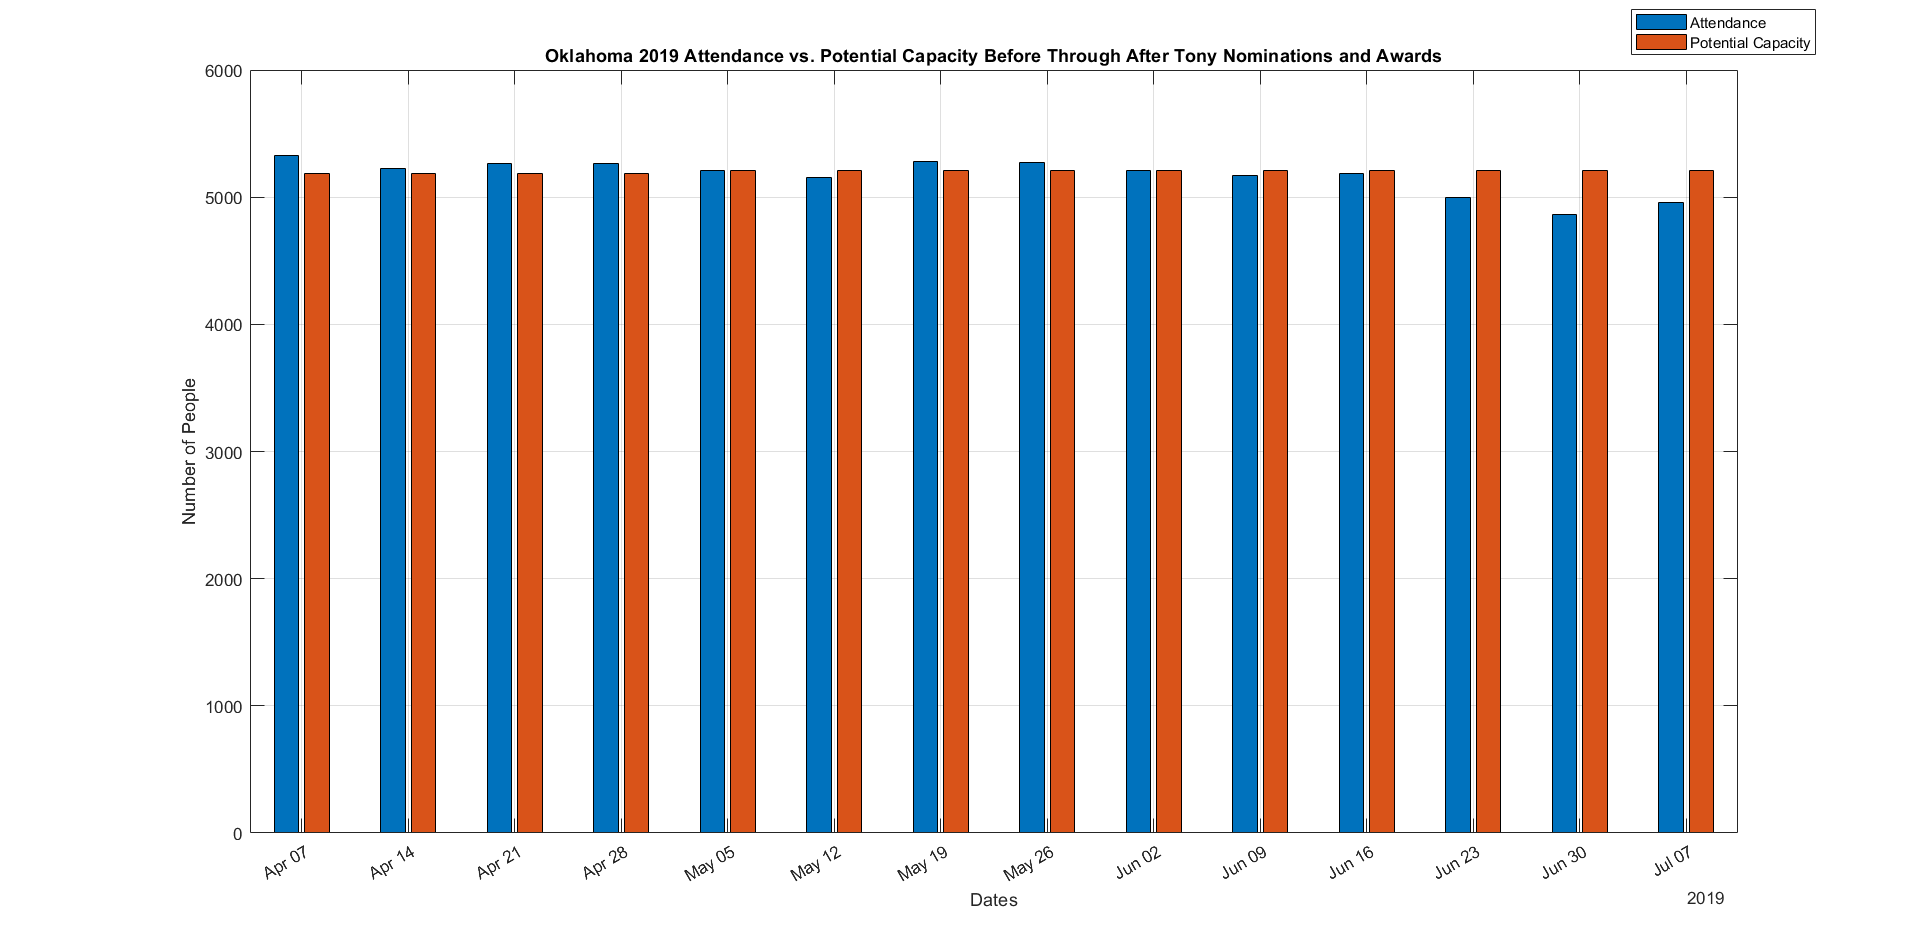 Attendance
Potential Capacity
Oklahoma 2019 Attendance vs. Potential Capacity Before Through After Tony Nominations and Awards
6000
5000
4000
3000
2000
1000
0
Number of People
Apr 07
Apr 14
Apr 21
Apr 28
May 05
May 12
May 19
May 26
Jun 02
Jun 09
Jun 16
Jun 23
Jun 30
Jul 07
Dates
2019